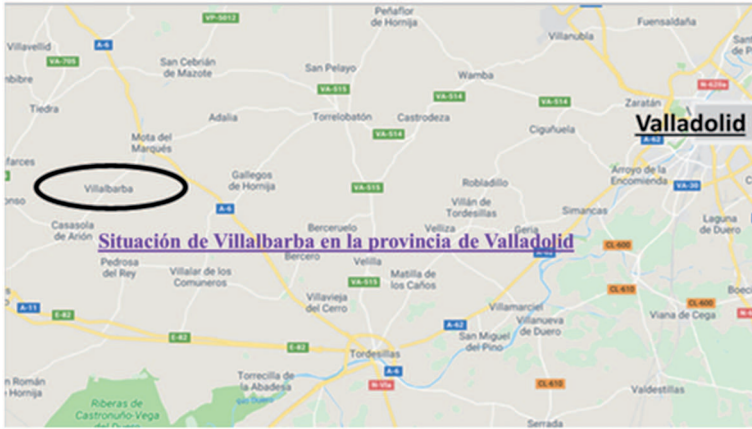 Peñaflor
de Hornija
VP-5012
Fuensaldaña
Villanubla
A-6
Villavellid
VA-705
San Cebrián
de Mazote
San Pelayo
Wamba
N-620a
VA-515
VA-514
VA-514
Zaratán
Tiedra
Adalia
Torrelobatón
Castrodeza
Valladolid
Ciguñuela
VA-514
A-62
Mota del
Marqués
Gallegos
de Hornija
Arroyo de la
Encomienda
VA-30
Villalbarba
VA-515
Robladillo
A-6
Villán de
Tordesillas
Simancas
Laguna
de Duero
Casasola
de Arión
Berceruelo
Velliza
Geria
Situación de Villalbarba en la provincia de Valladolid
CL-600
A-62
Pedrosa
del Rey
Villalar de los
Comuneros
Bercero
Velilla
Matilla de
los Caños
VA-515
CL-610
Villavieja
del Cerro
CL-600
A-11
E-82
Villamarciel
Viana de Cega
A-62
Villanueva
de Duero
E-82
E-82
San Miguel
del Pino
Tordesillas
A-6
Torrecilla de
la Abadesa
N-VIa
CL-610
Valdestillas
Riberas de
Castronuño-Vega
del Duero
Serrada